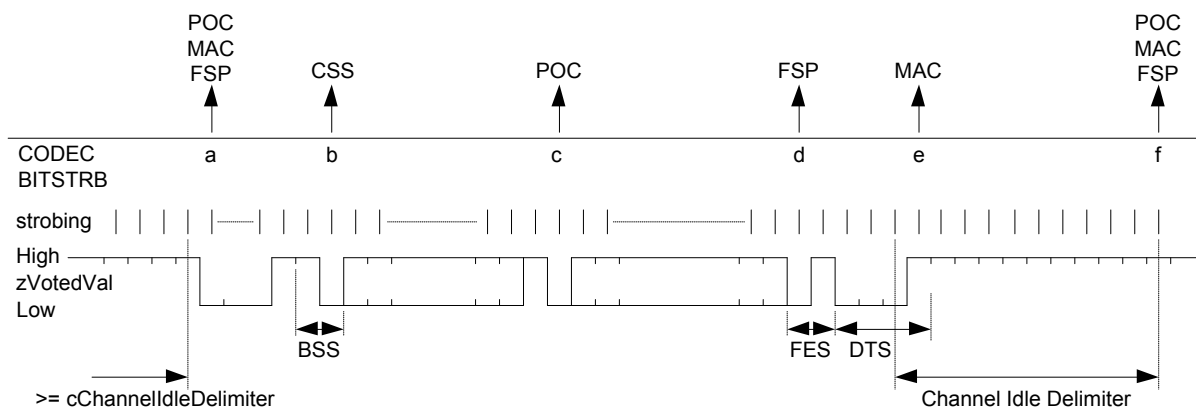 POC
MAC
FSP
CSS
POC
FSP
MAC
POC
MAC
FSP
CODEC
BITSTRB
a
b
c
d
e
f
strobing
High
zVotedVal
Low
BSS
FES
DTS
>= cChannelIdleDelimiter
Channel Idle Delimiter